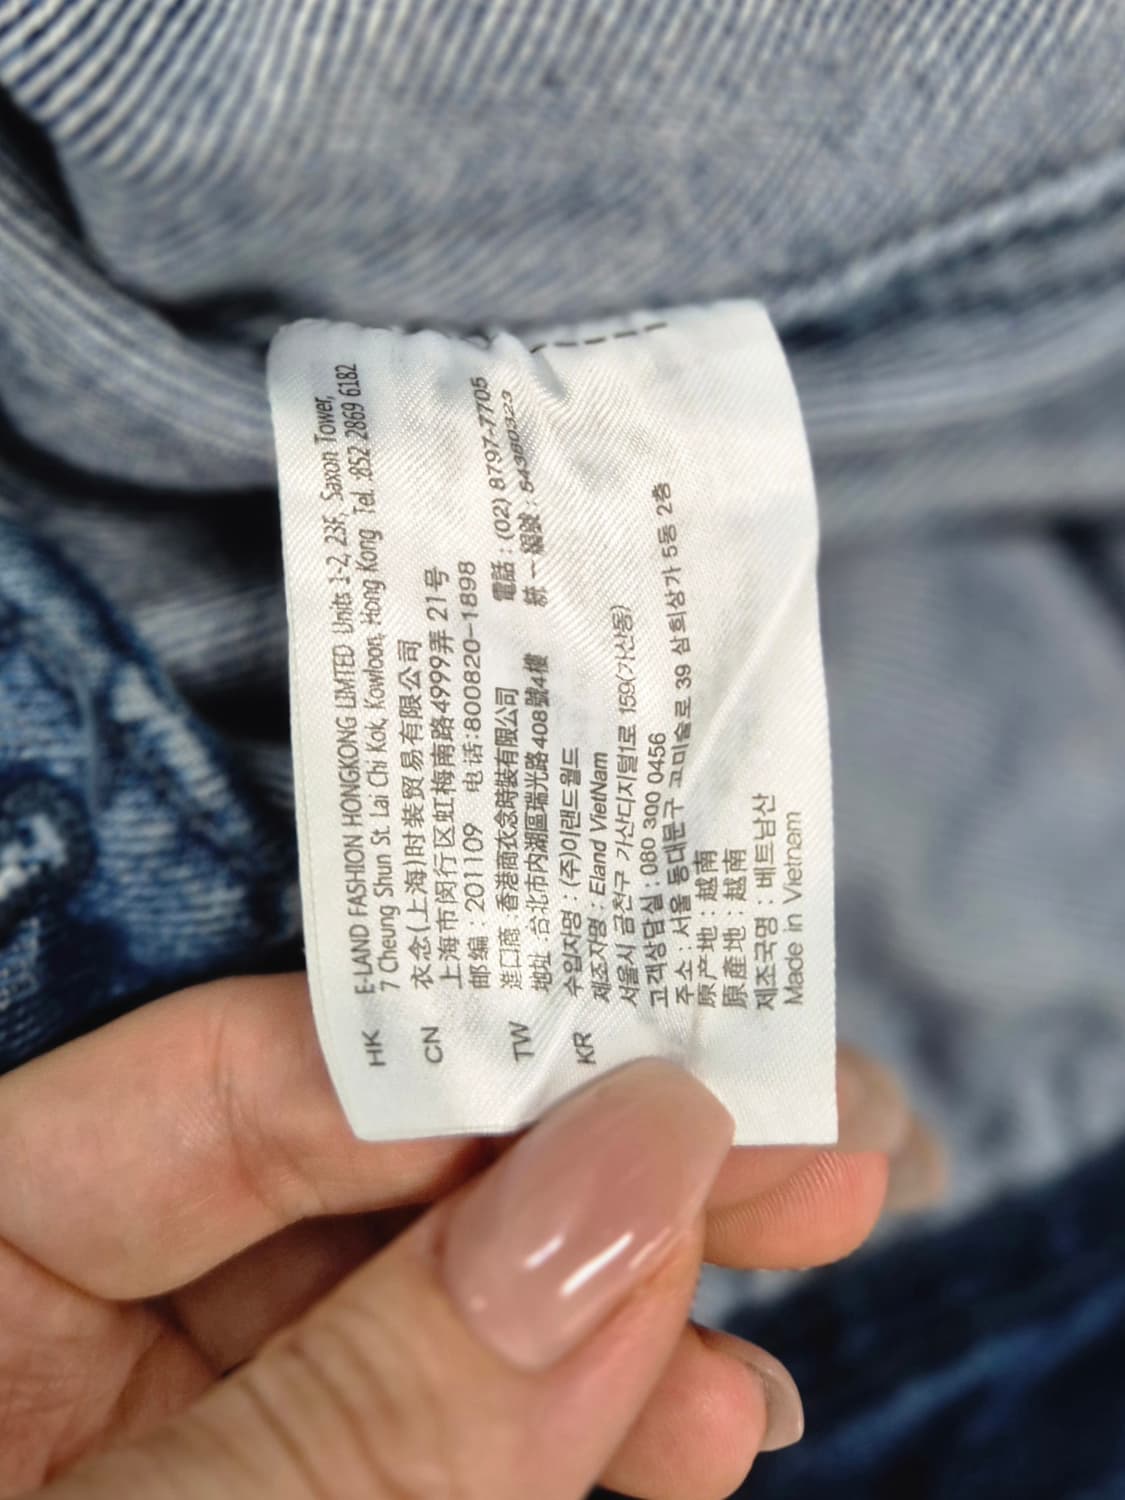 HK E-LAND FASHION HONGKONG LIMITED Units 1-2, 23F, Saxon Tower,
7 Cheung Shun St. Lai Chi Kok, Kowloon, Hong Kong Tel.:852 2869 6182
CN 衣念(上海)时装贸易有限公司
上海市闵行区虹梅南路4999弄 21号
邮编 : 201109 电话:800820-1898
TW 進口商 :香港商衣念時裝有限公司 電話 : (02) 8797-7705
地址 :台北市内湖區瑞光路408號4樓 統一編號 : 54380323
KR 수입자명 : (주)이랜드월드
제조자명 : Eland VietNam
서울시 금천구 가산디지털1로 159(가산동)
고객상담실 : 080 300 0456
주소 : 서울 동대문구 고미술로 39 삼희상가 5동 2층
原产地 : 越南
原產地 : 越南
제조국명 : 베트남산
Made in Vietnam